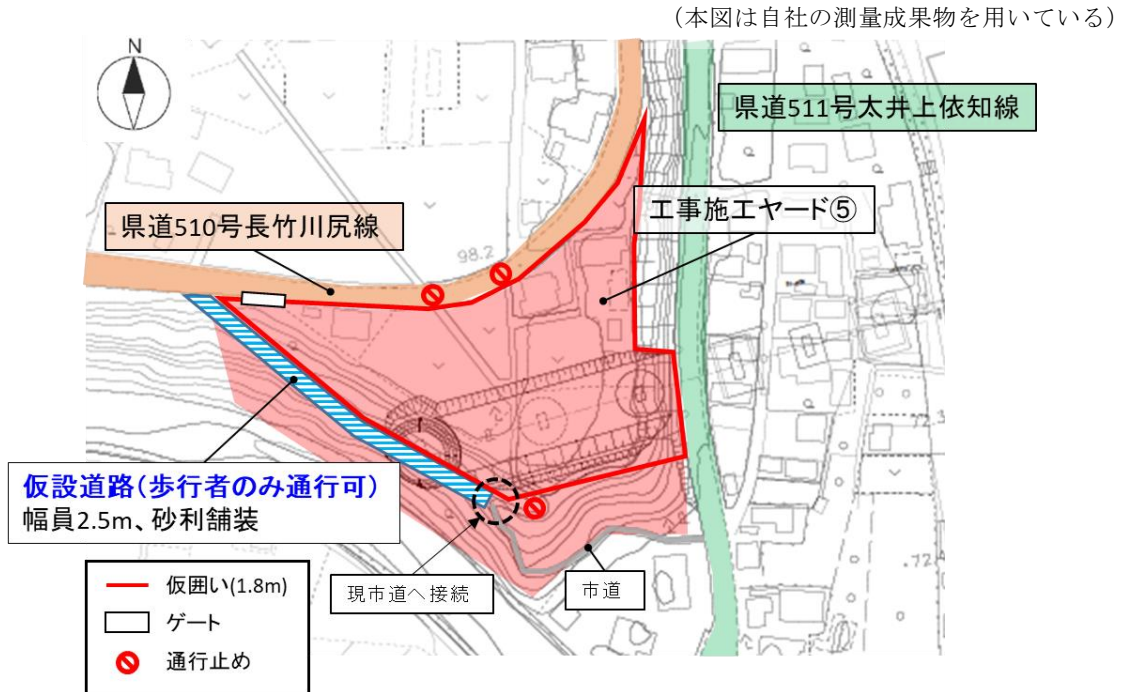 （本図は自社の測量成果物を用いている）
N
県道511号太井上依知線
工事施工ヤード⑤
県道510号長竹川尻線
98.2
仮設道路(歩行者のみ通行可)
幅員2.5m、砂利舗装
現市道へ接続
市道
仮囲い(1.8m)
ゲート
通行止め